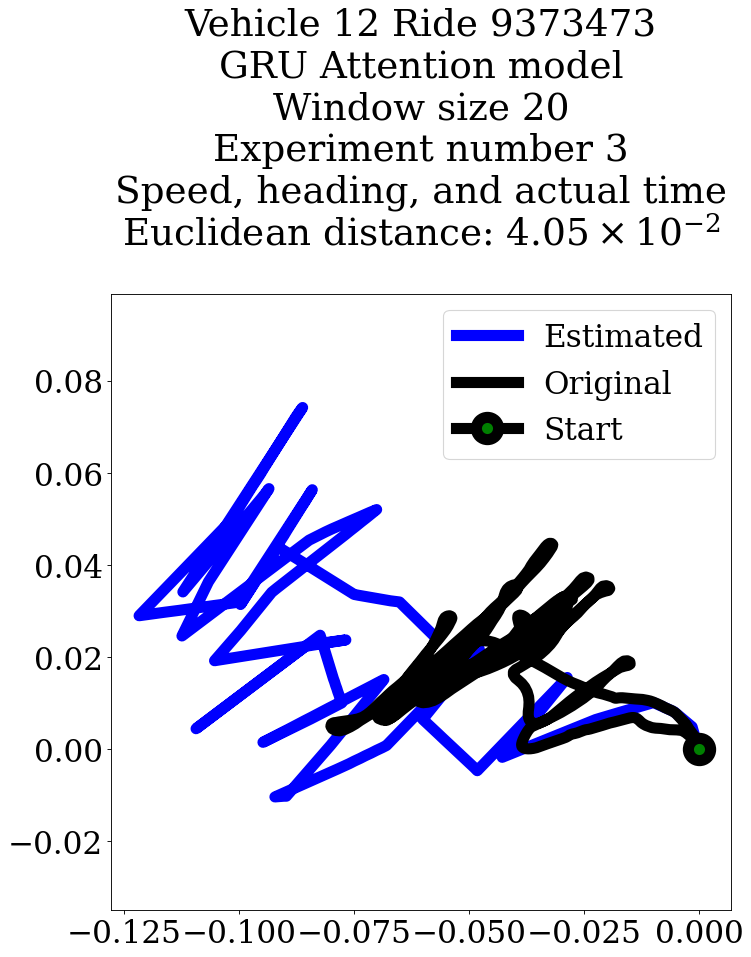 Vehicle 12 Ride 9373473
GRU Attention model
Window size 20
Experiment number 3
Speed, heading, and actual time
Euclidean distance: 4.05 × 10⁻²
Estimated
Original
Start
0.08
0.06
0.04
0.02
0.00
−0.02
−0.125 −0.100 −0.075 −0.050 −0.025 0.000